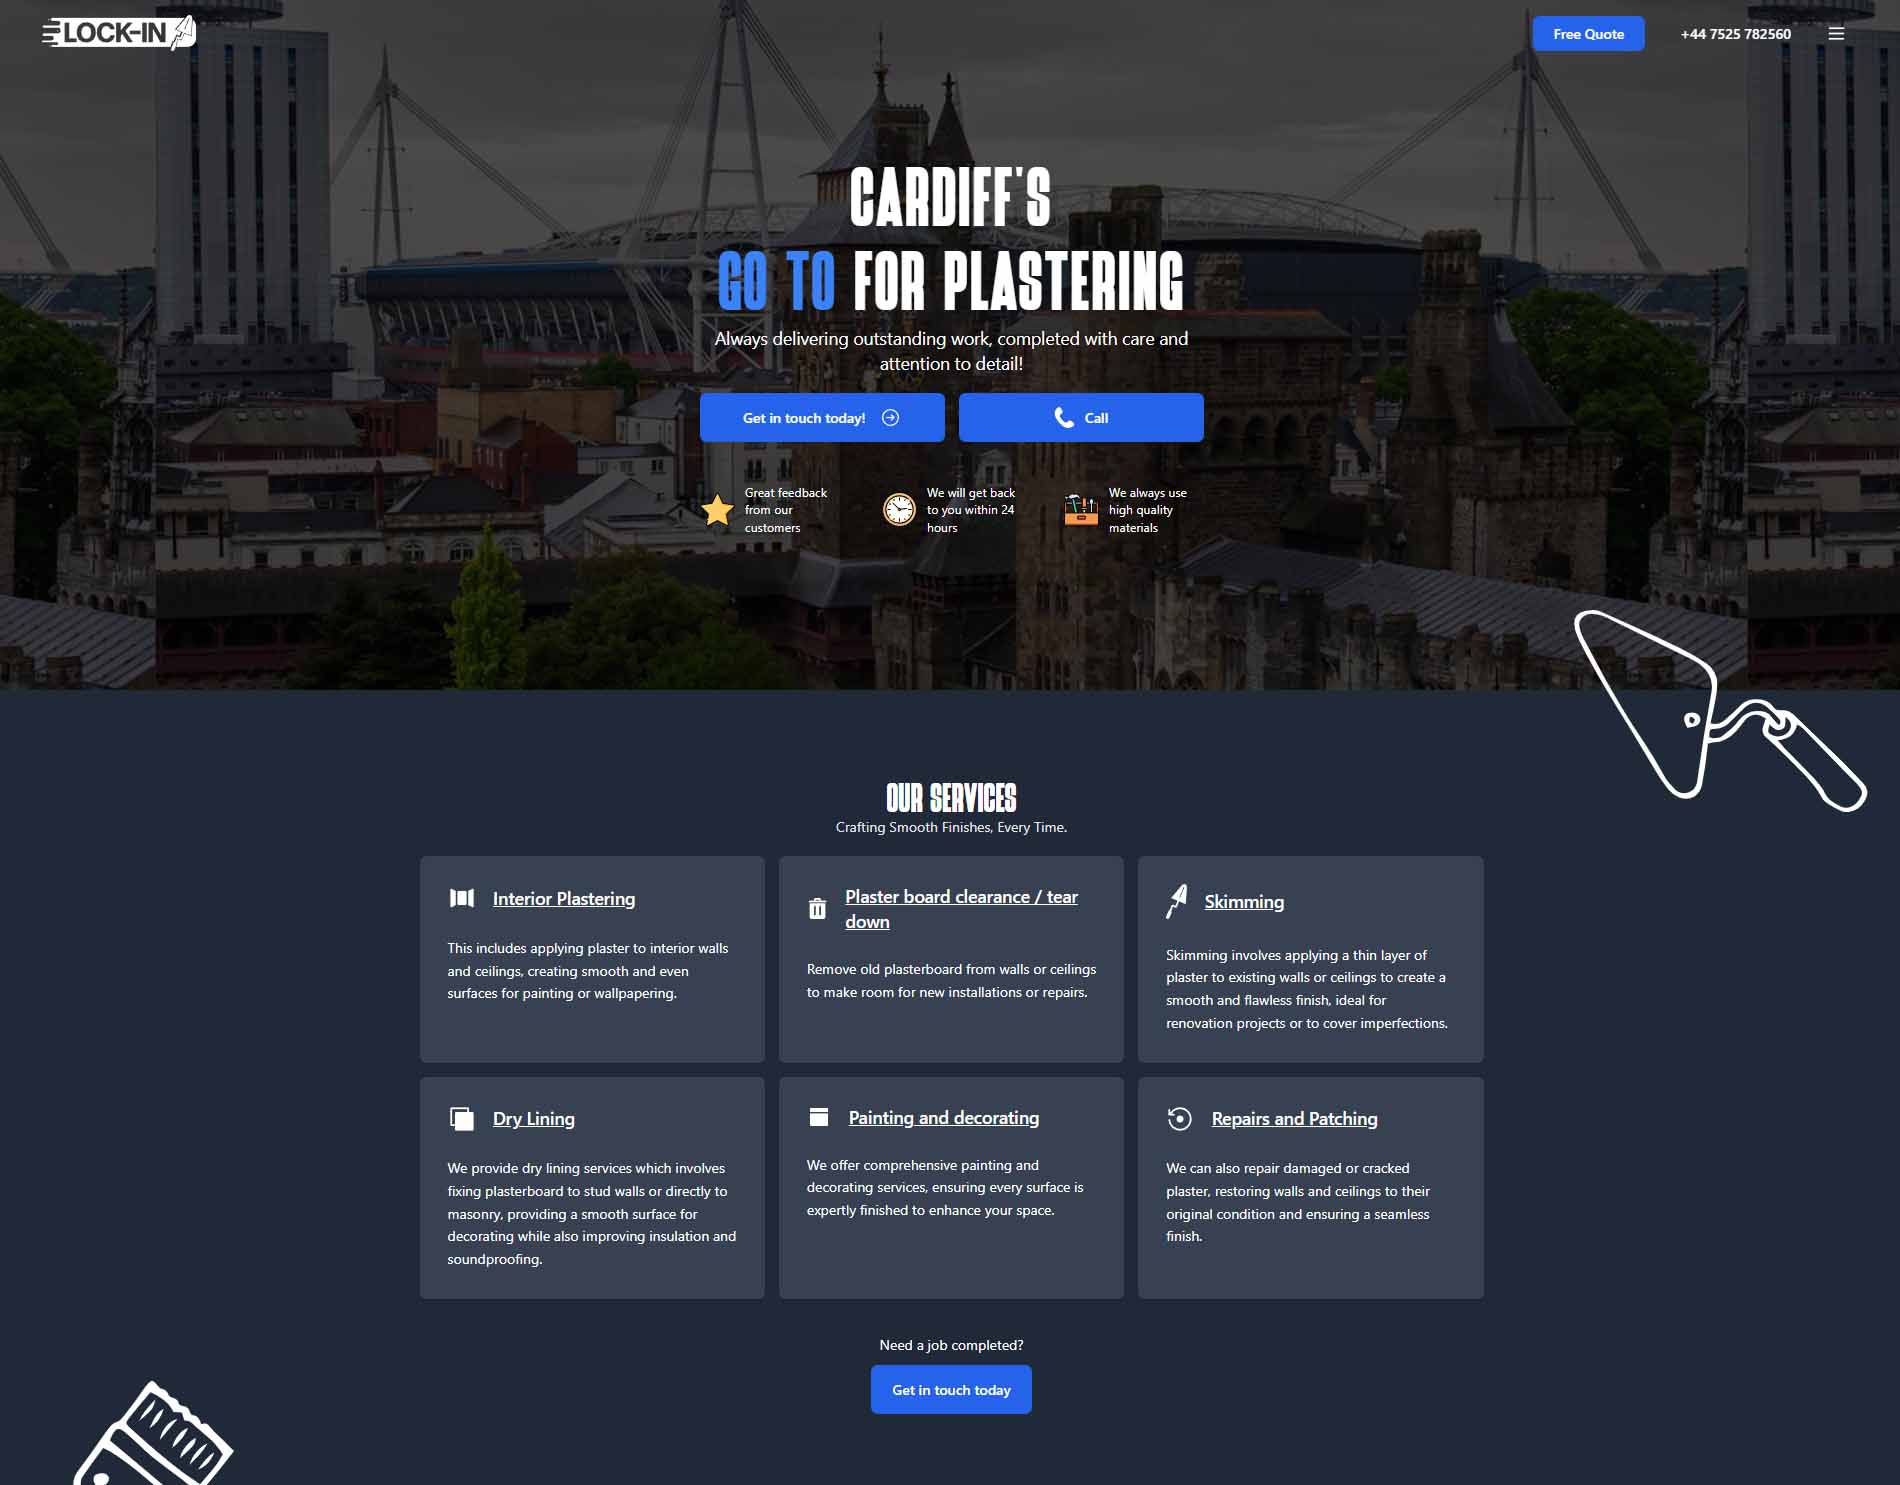 LOCK-IN
Free Quote
+44 7525 782560
CARDIFF'S
GO TO FOR PLASTERING
Always delivering outstanding work, completed with care and
attention to detail!
Get in touch today!
Call
Great feedback
from our
customers
We will get back
to you within 24
hours
We always use
high quality
materials
OUR SERVICES
Crafting Smooth Finishes, Every Time.
Interior Plastering
This includes applying plaster to interior walls
and ceilings, creating smooth and even
surfaces for painting or wallpapering.
Plaster board clearance / tear
down
Remove old plasterboard from walls or ceilings
to make room for new installations or repairs.
Skimming
Skimming involves applying a thin layer of
plaster to existing walls or ceilings to create a
smooth and flawless finish, ideal for
renovation projects or to cover imperfections.
Dry Lining
We provide dry lining services which involves
fixing plasterboard to stud walls or directly to
masonry, providing a smooth surface for
decorating while also improving insulation and
soundproofing.
Painting and decorating
We offer comprehensive painting and
decorating services, ensuring every surface is
expertly finished to enhance your space.
Repairs and Patching
We can also repair damaged or cracked
plaster, restoring walls and ceilings to their
original condition and ensuring a seamless
finish.
Need a job completed?
Get in touch today